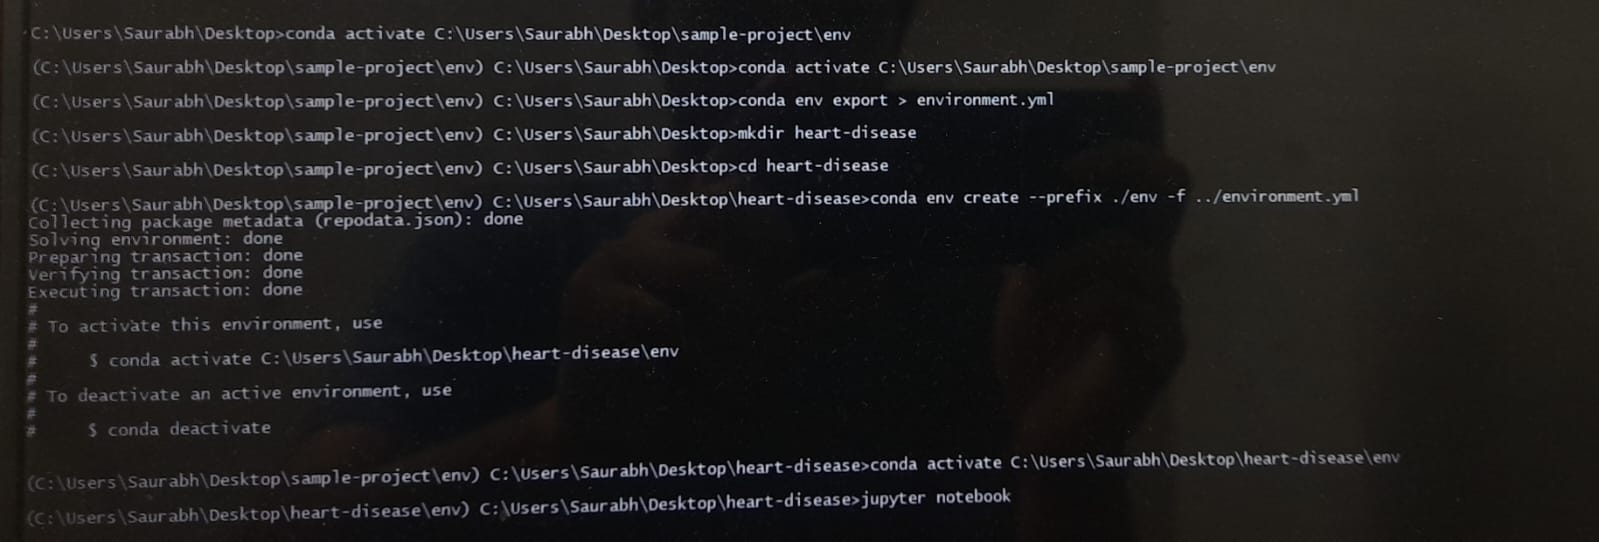 C:\Users\Saurabh\Desktop>conda activate C:\Users\Saurabh\Desktop\sample-project\env
(C:\Users\Saurabh\Desktop\sample-project\env) C:\Users\Saurabh\Desktop>conda activate C:\Users\Saurabh\Desktop\sample-project\env
(C:\Users\Saurabh\Desktop\sample-project\env) C:\Users\Saurabh\Desktop>conda env export > environment.yml
(C:\Users\Saurabh\Desktop\sample-project\env) C:\Users\Saurabh\Desktop>mkdir heart-disease
(C:\Users\Saurabh\Desktop\sample-project\env) C:\Users\Saurabh\Desktop>cd heart-disease
(C:\Users\Saurabh\Desktop\sample-project\env) C:\Users\Saurabh\Desktop\heart-disease>conda env create --prefix ./env -f ../environment.yml
Collecting package metadata (repodata.json): done
Solving environment: done
Preparing transaction: done
Verifying transaction: done
Executing transaction: done
#
# To activate this environment, use
#
#     $ conda activate C:\Users\Saurabh\Desktop\heart-disease\env
#
# To deactivate an active environment, use
#
#     $ conda deactivate
(C:\Users\Saurabh\Desktop\sample-project\env) C:\Users\Saurabh\Desktop\heart-disease>conda activate C:\Users\Saurabh\Desktop\heart-disease\env
(C:\Users\Saurabh\Desktop\heart-disease\env) C:\Users\Saurabh\Desktop\heart-disease>jupyter notebook